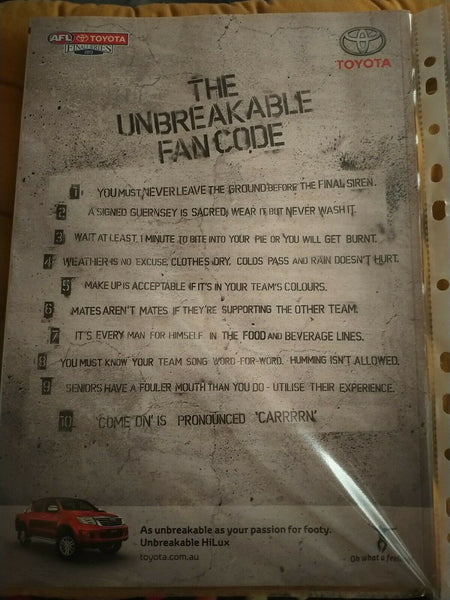 AFL TOYOTA
FINAL SERIES
TOYOTA
THE
UNBREAKABLE
FAN CODE
1 YOU MUST NEVER LEAVE THE GROUND BEFORE THE FINAL SIREN.
2 A SIGNED GUERNSEY IS SACRED, WEAR IT BUT NEVER WASH IT.
3 WAIT AT LEAST 1 MINUTE TO BITE INTO YOUR PIE OR YOU WILL GET BURNT.
4 WEATHER IS NO EXCUSE. CLOTHES DRY. COLDS PASS AND RAIN DOESN'T HURT.
5 MAKE UP IS ACCEPTABLE IF IT'S IN YOUR TEAM'S COLOURS.
6 MATES AREN'T MATES IF THEY'RE SUPPORTING THE OTHER TEAM.
7 IT'S EVERY MAN FOR HIMSELF IN THE FOOD AND BEVERAGE LINES.
8 YOU MUST KNOW YOUR TEAM SONG WORD-FOR-WORD. HUMMING ISN'T ALLOWED.
9 SENIORS HAVE A FOULER MOUTH THAN YOU DO - UTILISE THEIR EXPERIENCE.
10 'COME ON' IS PRONOUNCED 'CARRRRN'
As unbreakable as your passion for footy.
Unbreakable HiLux
toyota.com.au
Oh what a